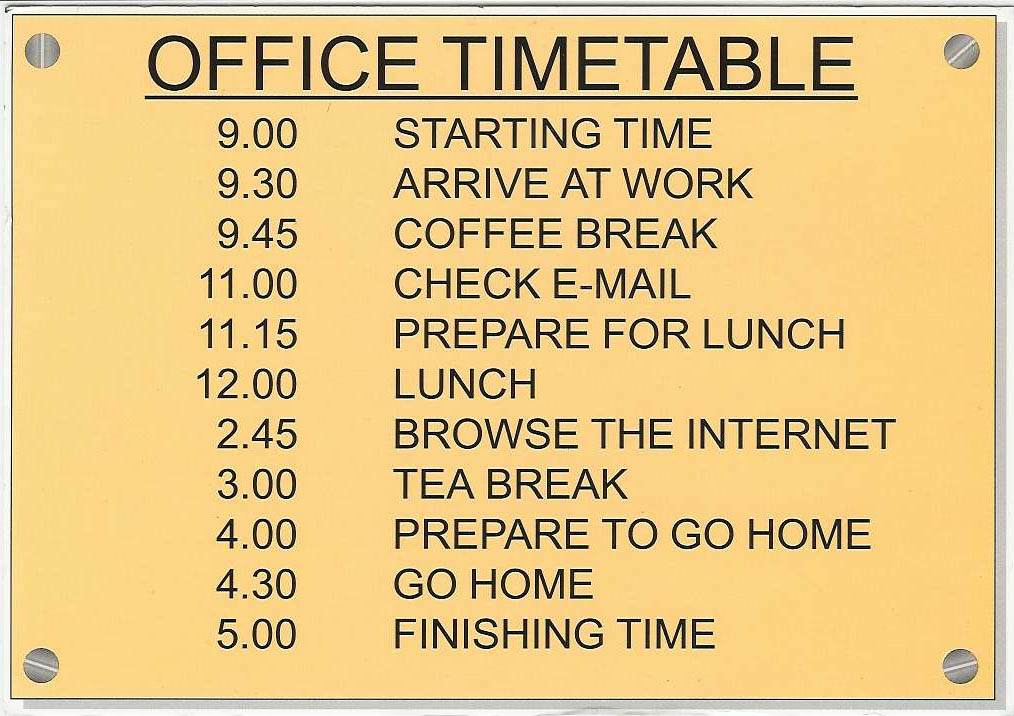 OFFICE TIMETABLE
9.00 STARTING TIME
9.30 ARRIVE AT WORK
9.45 COFFEE BREAK
11.00 CHECK E-MAIL
11.15 PREPARE FOR LUNCH
12.00 LUNCH
2.45 BROWSE THE INTERNET
3.00 TEA BREAK
4.00 PREPARE TO GO HOME
4.30 GO HOME
5.00 FINISHING TIME